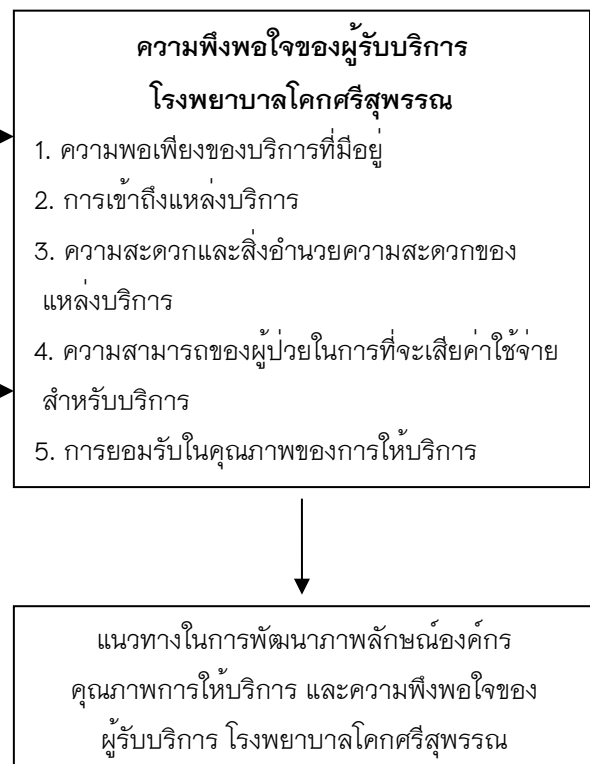 ความพึงพอใจของผู้รับบริการ
โรงพยาบาลโคกศรีสุพรรณ
1. ความพอเพียงของบริการที่มีอยู่
2. การเข้าถึงแหล่งบริการ
3. ความสะดวกและสิ่งอำนวยความสะดวกของ
แหล่งบริการ
4. ความสามารถของผู้ป่วยในการที่จะเสียค่าใช้จ่าย
สำหรับบริการ
5. การยอมรับในคุณภาพของการให้บริการ
แนวทางในการพัฒนาภาพลักษณ์องค์กร
คุณภาพการให้บริการ และความพึงพอใจของ
ผู้รับบริการ โรงพยาบาลโคกศรีสุพรรณ